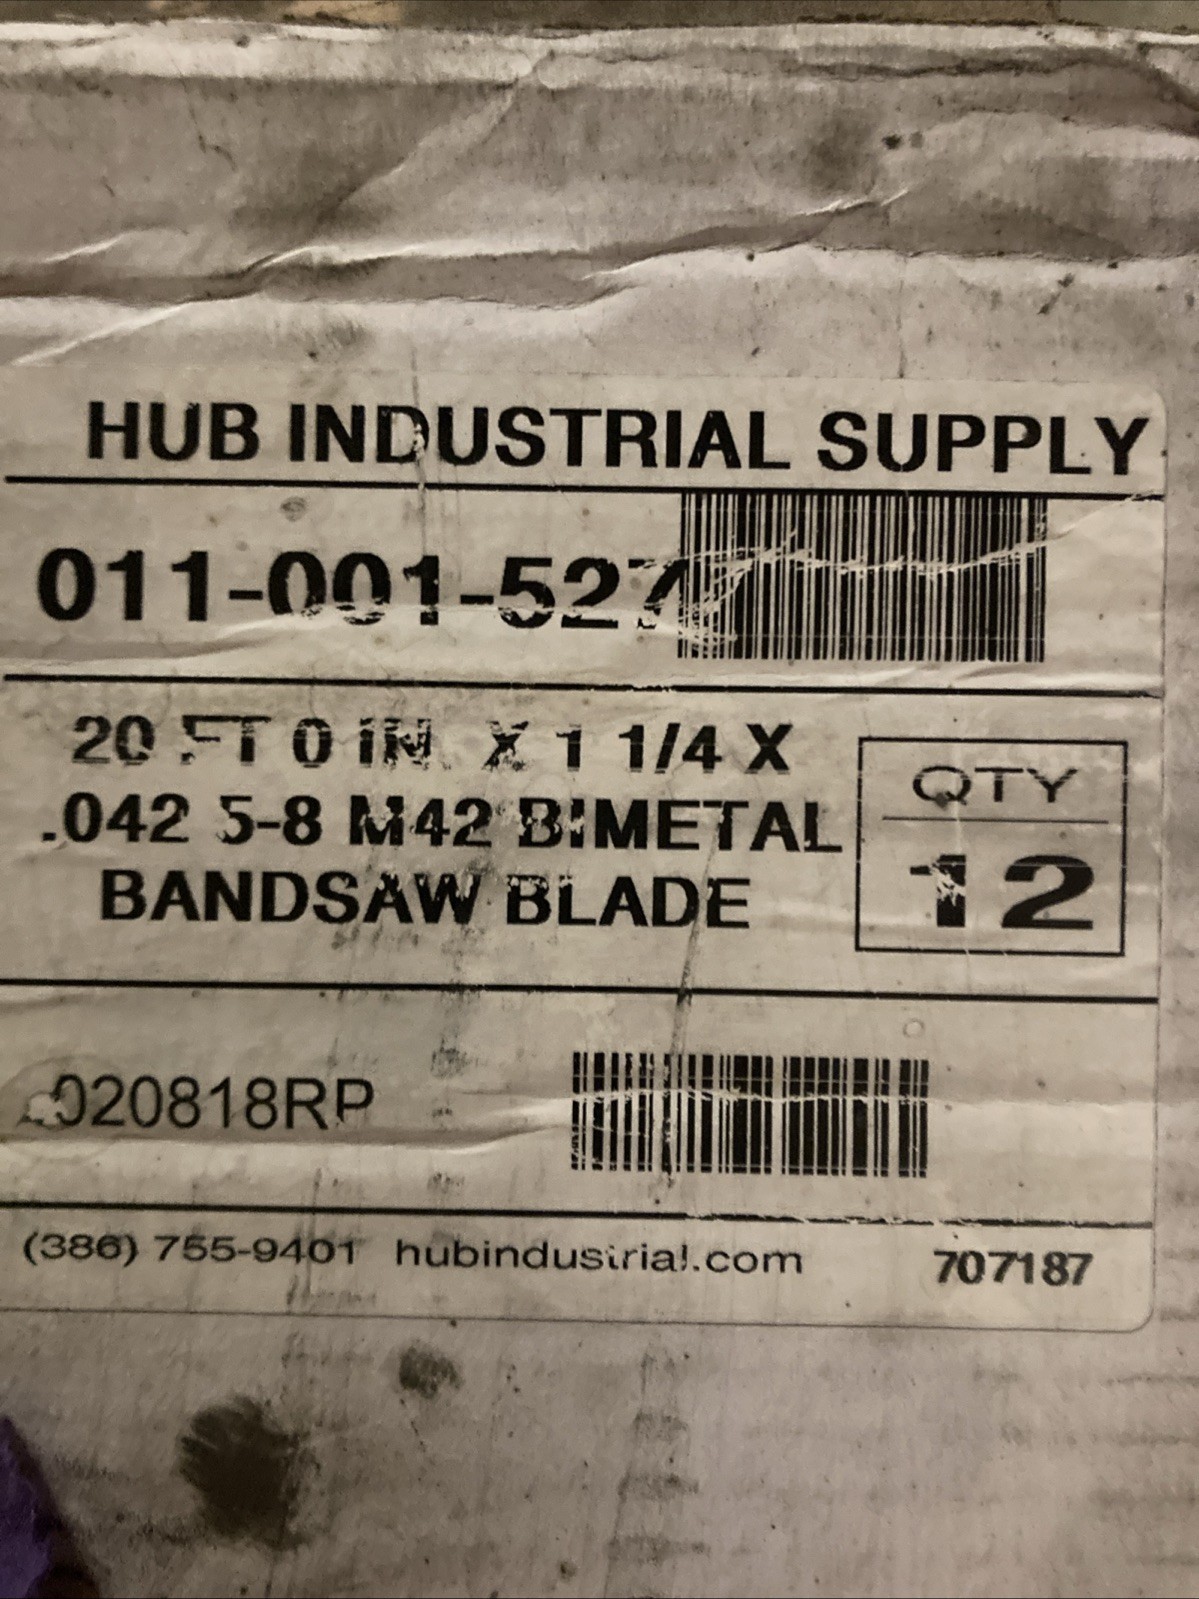 HUB INDUSTRIAL SUPPLY
011-001-527
20 FT 0 IN. X 1 1/4 X
.042 5-8 M42 BIMETAL
BANDSAW BLADE
QTY
12
020818RP
(386) 755-9401 hubindustrial.com 707187